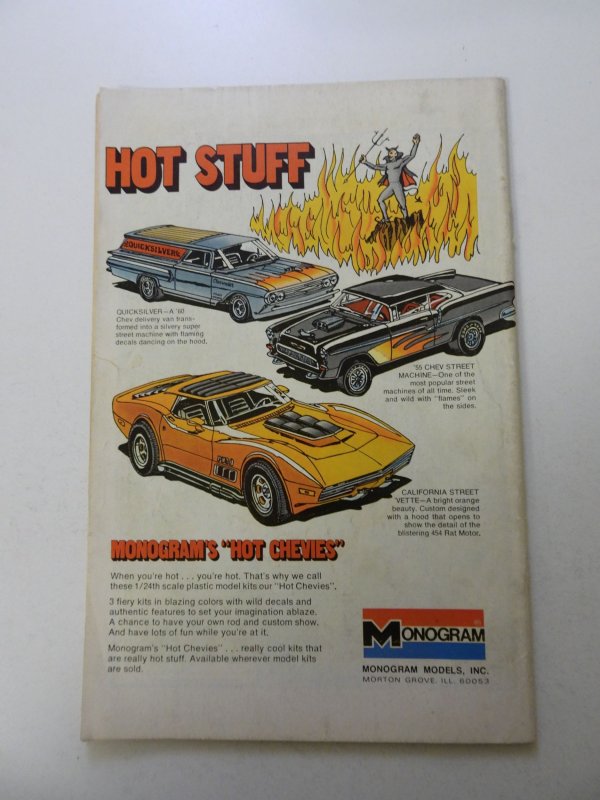 HOT STUFF
QUICKSILVER
Chevrolet
QUICKSILVER—A '60
Chev delivery van trans-
formed into a silvery super
street machine with flaming
decals dancing on the hood.
'55 CHEV STREET
MACHINE—One of the
most popular street
machines of all time. Sleek
and wild with "flames" on
the sides.
CALIFORNIA STREET
'VETTE—A bright orange
beauty. Custom designed
with a hood that opens to
show the detail of the
blistering 454 Rat Motor.
MONOGRAM'S "HOT CHEVIES"
When you're hot . . . you're hot. That's why we call
these 1/24th scale plastic model kits our "Hot Chevies".
3 fiery kits in blazing colors with wild decals and
authentic features to set your imagination ablaze.
A chance to have your own rod and custom show.
And have lots of fun while you're at it.
Monogram's "Hot Chevies" . . . really cool kits that
are really hot stuff. Available wherever model kits
are sold.
MONOGRAM
MONOGRAM MODELS, INC.
MORTON GROVE, ILL. 60053